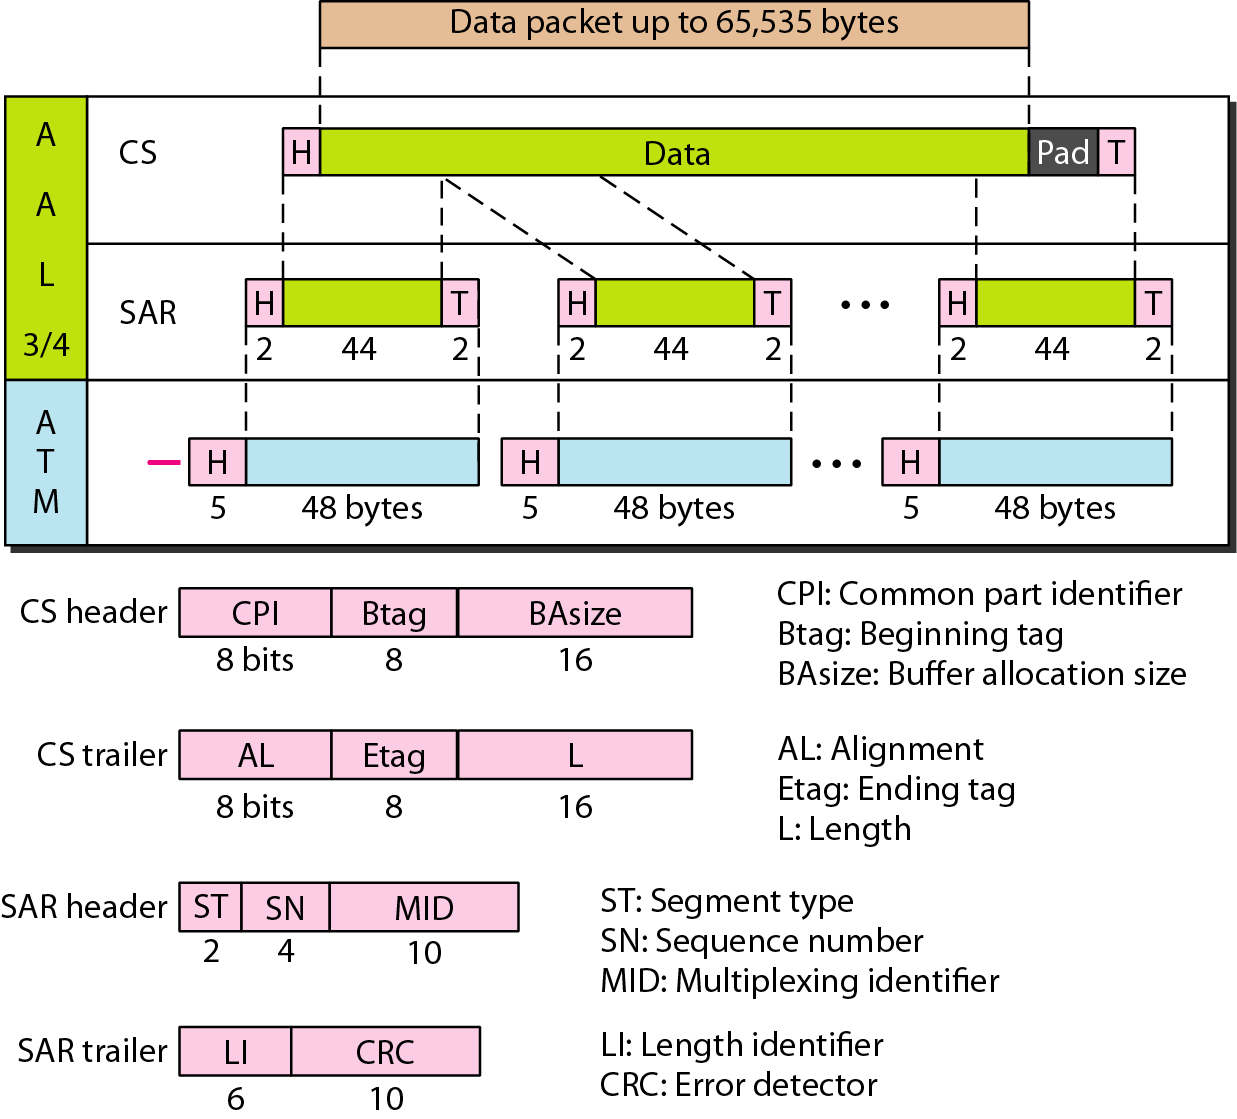 Data packet up to 65,535 bytes
A
A
L
3/4
CS
H Data Pad T
SAR
H T H T ... H T
2 44 2 2 44 2 2 44 2
A
T
M
H H ... H
5 48 bytes 5 48 bytes 5 48 bytes
CS header CPI Btag BAsize
8 bits 8 16
CPI: Common part identifier
Btag: Beginning tag
BAsize: Buffer allocation size
CS trailer AL Etag L
8 bits 8 16
AL: Alignment
Etag: Ending tag
L: Length
SAR header ST SN MID
2 4 10
ST: Segment type
SN: Sequence number
MID: Multiplexing identifier
SAR trailer LI CRC
6 10
LI: Length identifier
CRC: Error detector